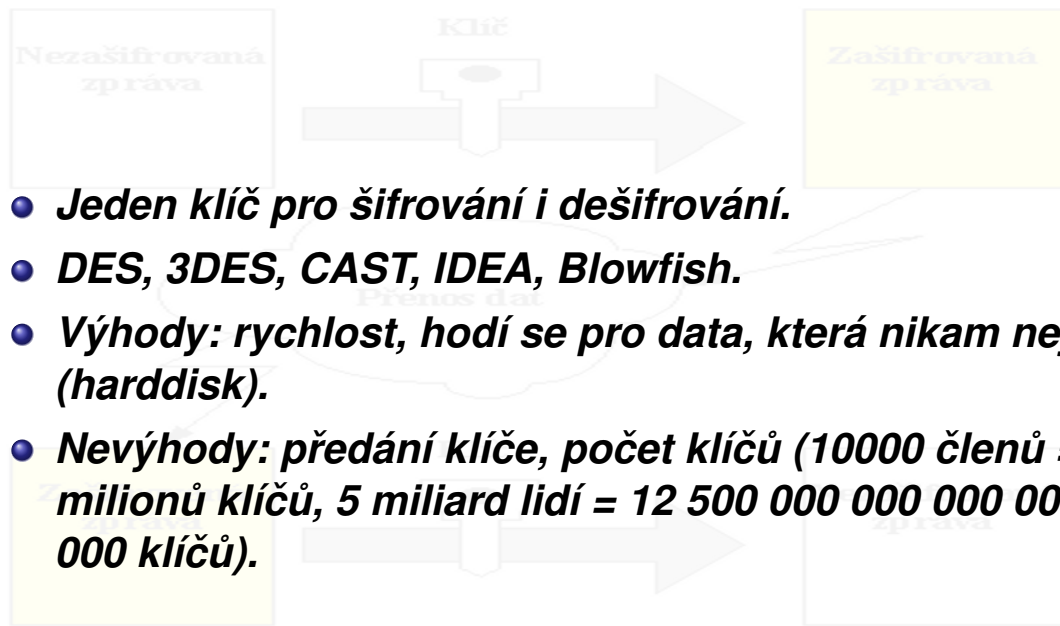 Klíč
Nezašifrovaná
zpráva
Zašifrovaná
zpráva
Jeden klíč pro šifrování i dešifrování.
DES, 3DES, CAST, IDEA, Blowfish.
Přenos dat
Výhody: rychlost, hodí se pro data, která nikam
(harddisk).
Nevýhody: předání klíče, počet klíčů (10000 členů
milionů klíčů, 5 miliard lidí = 12 500 000 000 000 00
zpráva
zpráva
000 klíčů).